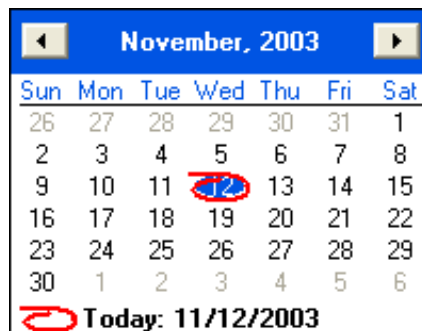 November, 2003
Sun Mon Tue Wed Thu Fri Sat
26 27 28 29 30 31 1
2 3 4 5 6 7 8
9 10 11 12 13 14 15
16 17 18 19 20 21 22
23 24 25 26 27 28 29
30 1 2 3 4 5 6
Today: 11/12/2003